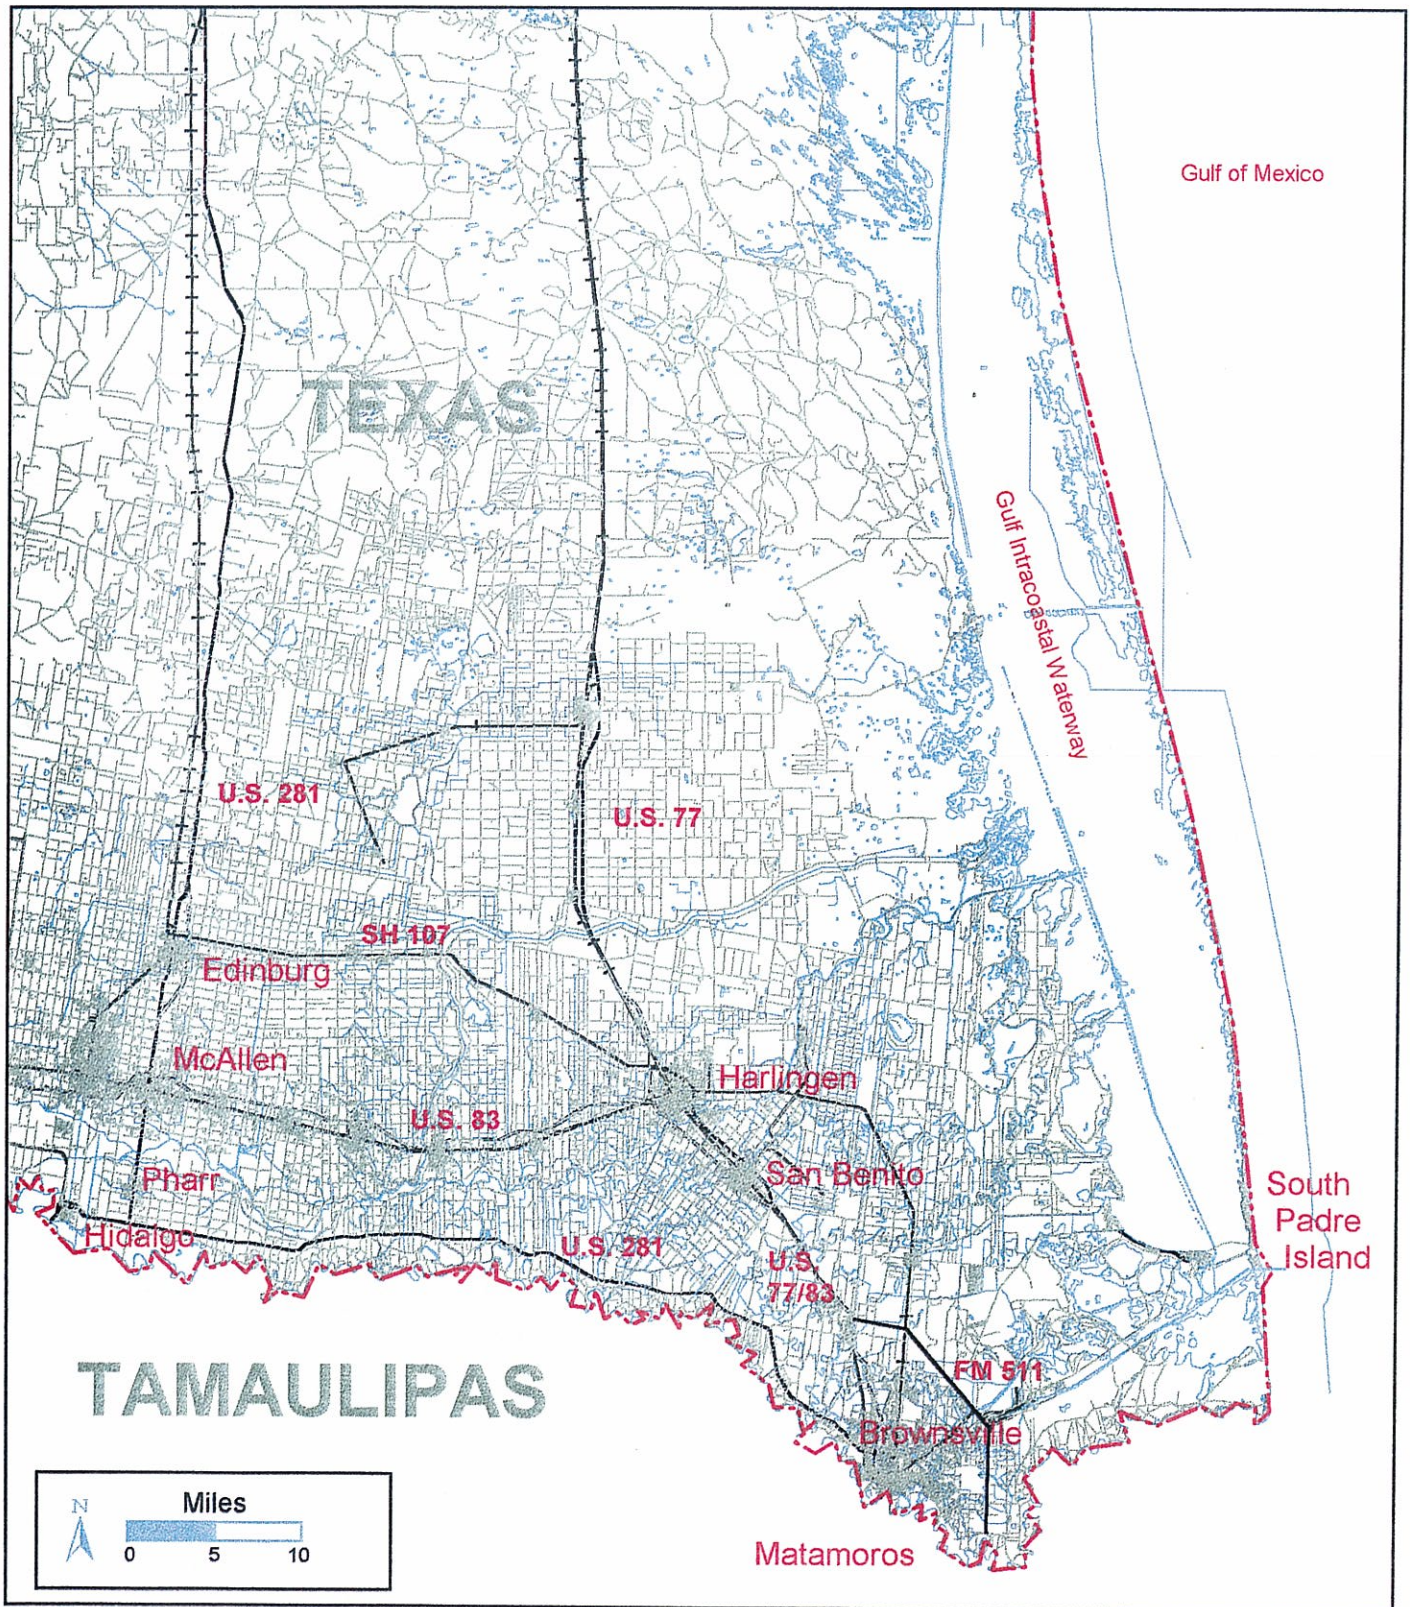 Gulf of Mexico
TEXAS
Gulf Intracoastal Waterway
U.S. 281
U.S. 77
SH 107
Edinburg
McAllen
Harlingen
U.S. 83
San Benito
Pharr
South
Padre
Island
Hidalgo
U.S. 281
U.S.
77/83
TAMAULIPAS
FM 511
Brownsville
N
Miles
0 5 10
Matamoros